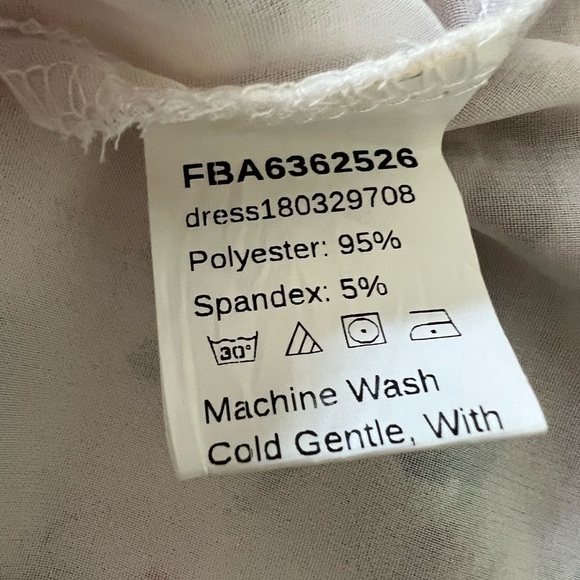 FBA6362526
dress180329708
Polyester: 95%
Spandex: 5%
30°
Machine Wash
Cold Gentle, With